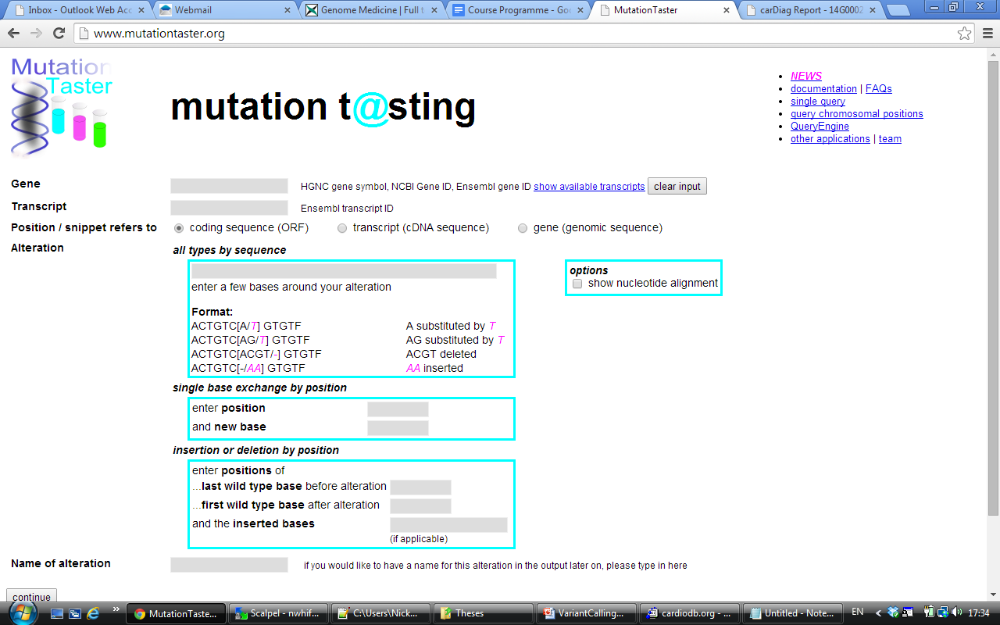 Inbox - Outlook Web Acc
Webmail
Genome Medicine | Full t
Course Programme - Goo
MutationTaster
carDiag Report - 14G0002
www.mutationtaster.org
Mutation
Taster
mutation t@sting
NEWS
documentation | FAQs
single query
query chromosomal positions
QueryEngine
other applications | team
Gene
HGNC gene symbol, NCBI Gene ID, Ensembl gene ID show available transcripts clear input
Transcript
Ensembl transcript ID
Position / snippet refers to
coding sequence (ORF) transcript (cDNA sequence) gene (genomic sequence)
Alteration
all types by sequence
enter a few bases around your alteration
Format:
ACTGTC[A/T] GTGTF A substituted by T
ACTGTC[AG/T] GTGTF AG substituted by T
ACTGTC[ACGT/-] GTGTF ACGT deleted
ACTGTC[-/AA] GTGTF AA inserted
options
show nucleotide alignment
single base exchange by position
enter position
and new base
insertion or deletion by position
enter positions of
...last wild type base before alteration
...first wild type base after alteration
and the inserted bases
(if applicable)
Name of alteration
if you would like to have a name for this alteration in the output later on, please type in here
continue
MutationTaste...
Scalpel - nwhif...
C:\Users\Nick...
Theses
VariantCalling...
cardiodb.org - ...
Untitled - Note...
EN
17:34